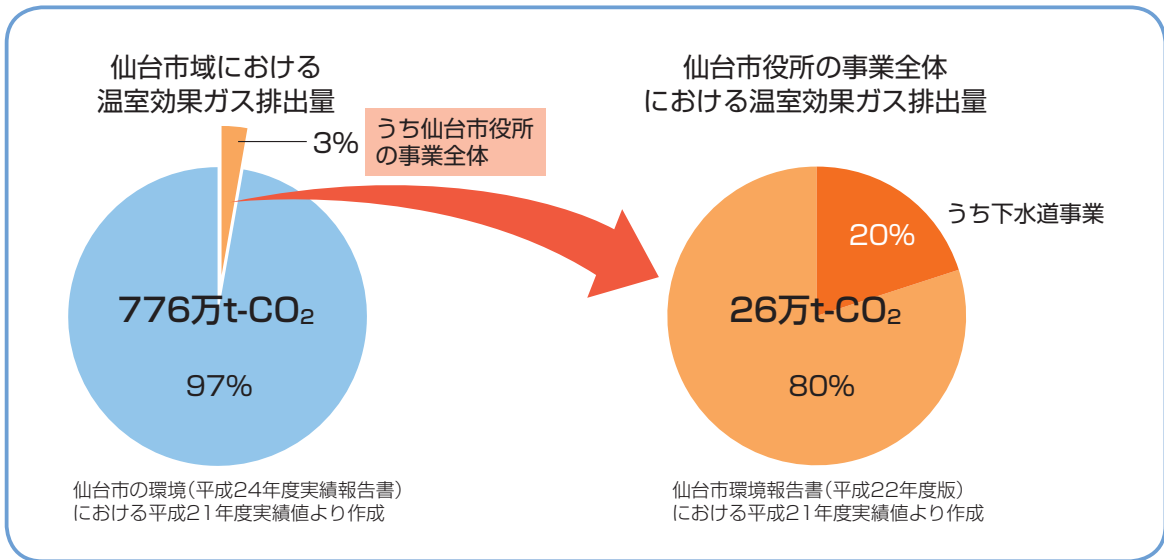 仙台市域における
温室効果ガス排出量
3%
うち仙台市役所
の事業全体
776万t-CO₂
97%
仙台市の環境（平成24年度実績報告書）
における平成21年度実績値より作成
仙台市役所の事業全体
における温室効果ガス排出量
うち下水道事業
20%
26万t-CO₂
80%
仙台市環境報告書（平成22年度版）
における平成21年度実績値より作成